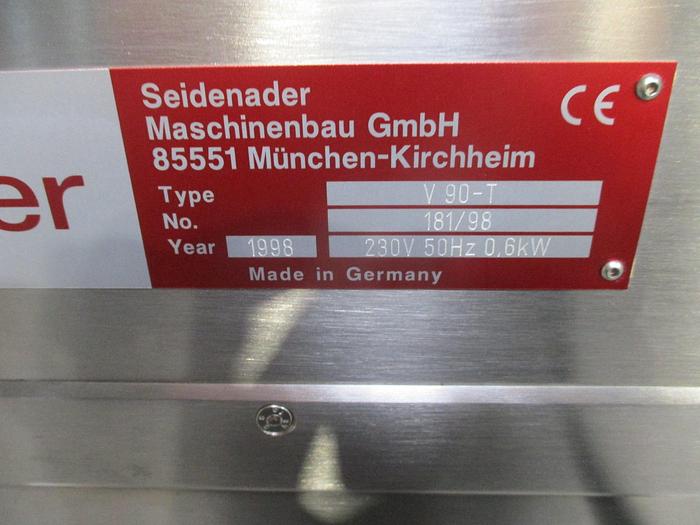 er
Seidenader
Maschinenbau GmbH
85551 München-Kirchheim
CE
Type V 90-T
No. 181/98
Year 1998 230V 50Hz 0,6kW
Made in Germany